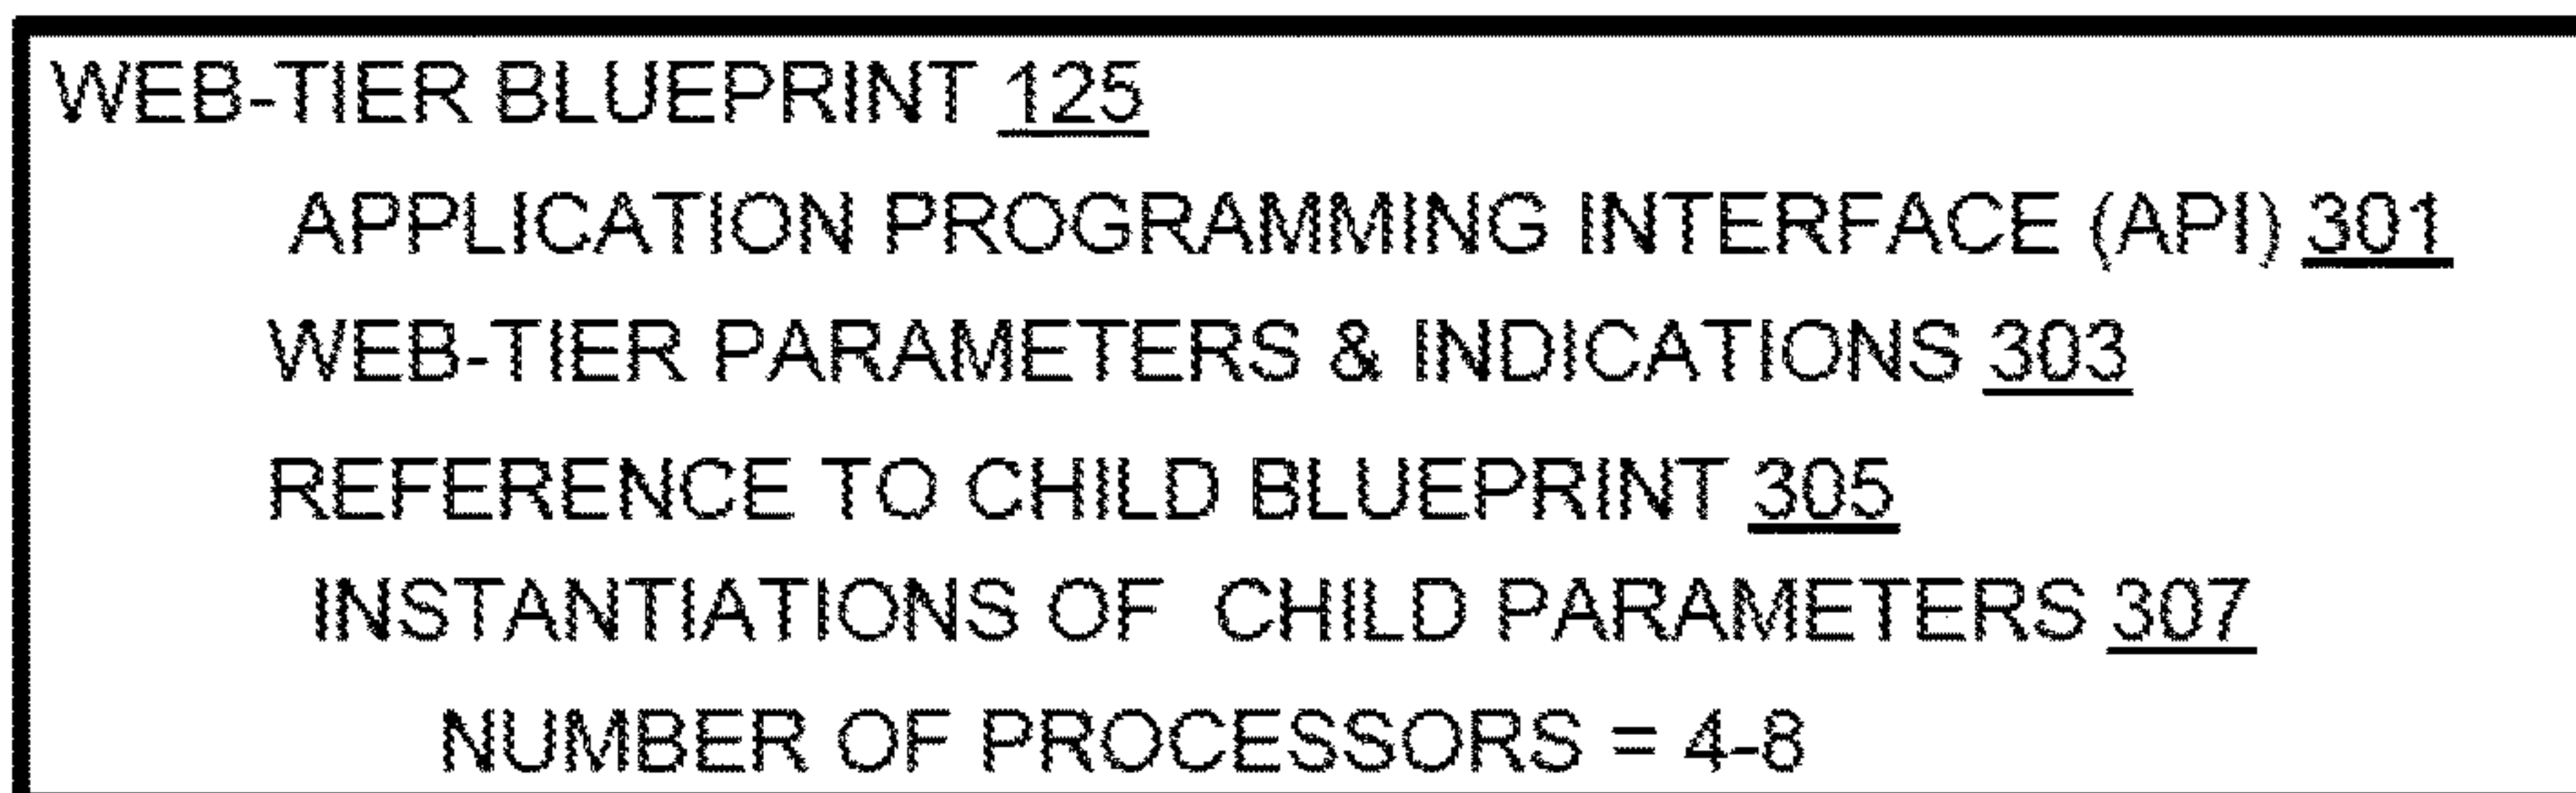 WEB-TIER BLUEPRINT 125
APPLICATION PROGRAMMING INTERFACE (API) 301
WEB-TIER PARAMETERS & INDICATIONS 303
REFERENCE TO CHILD BLUEPRINT 305
INSTANTIATIONS OF CHILD PARAMETERS 307
NUMBER OF PROCESSORS = 4-8